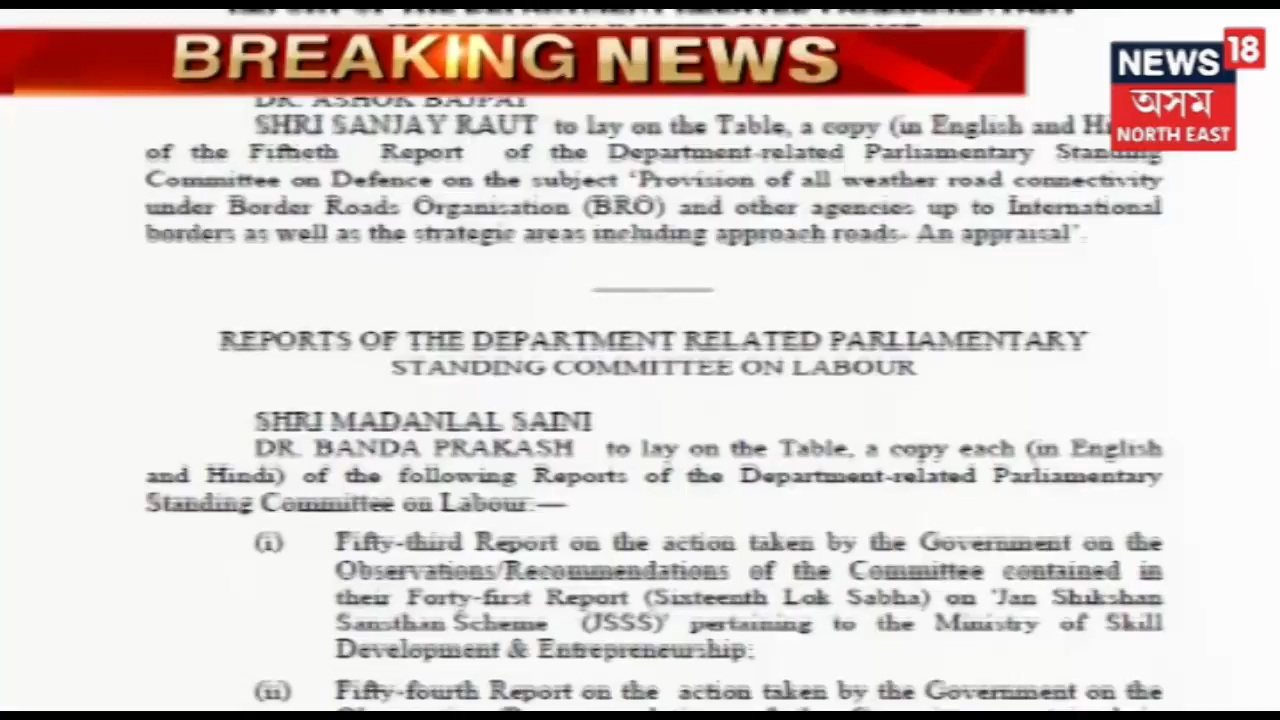 BREAKING NEWS
NEWS 18
অসম
NORTH EAST
DR. ASHOK BAJPAI
SHRI SANJAY RAUT to lay on the Table, a copy (in English and
of the Fiftieth Report of the Department-related Parliamentary Standing
Committee on Defence on the subject 'Provision of all weather road connectivity
under Border Roads Organisation (BRO) and other agencies up to International
borders as well as the strategic areas including approach roads- An appraisal'.
REPORTS OF THE DEPARTMENT RELATED PARLIAMENTARY
STANDING COMMITTEE ON LABOUR
SHRI MADANLAL SAINI
DR. BANDA PRAKASH to lay on the Table, a copy each (in English
and Hindi) of the following Reports of the Department-related Parliamentary
Standing Committee on Labour:—
(i) Fifty-third Report on the action taken by the Government on the
Observations/Recommendations of the Committee contained in
their Forty-first Report (Sixteenth Lok Sabha) on 'Jan Shikshan
Sansthan Scheme (JSSS)' pertaining to the Ministry of Skill
Development & Entrepreneurship;
(ii) Fifty-fourth Report on the action taken by the Government on the